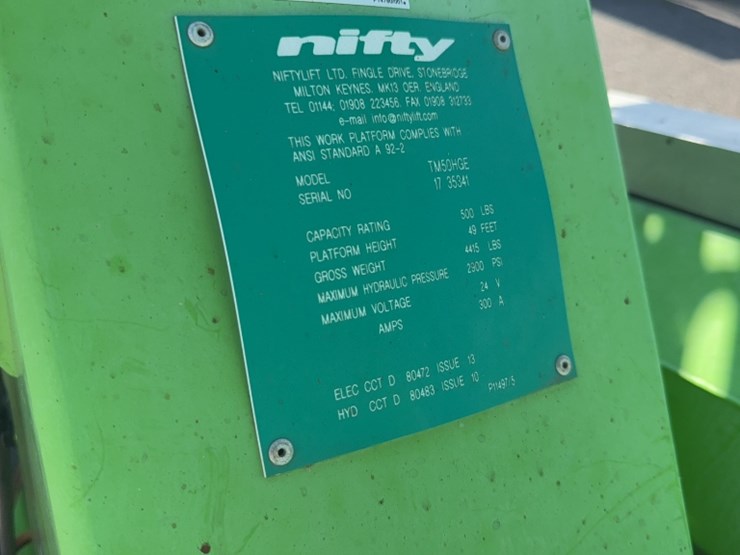 nifty
NIFTYLIFT LTD. FINGLE DRIVE, STONEBRIDGE
MILTON KEYNES. MK13 OER. ENGLAND
TEL 01144: 01908 223456. FAX 01908 312733
e-mail info@niftylift.com
THIS WORK PLATFORM COMPLIES WITH
ANSI STANDARD A 92-2
MODEL TM50HGE
SERIAL NO 17 35341
CAPACITY RATING 500 LBS
PLATFORM HEIGHT 49 FEET
GROSS WEIGHT 4415 LBS
MAXIMUM HYDRAULIC PRESSURE 2900 PSI
MAXIMUM VOLTAGE 24 V
AMPS 300 A
ELEC CCT D 80472 ISSUE 13
HYD CCT D 80483 ISSUE 10
P11497/5